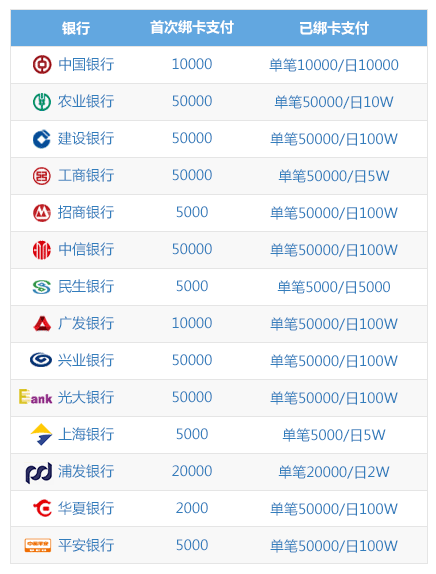 银行 首次绑卡支付 已绑卡支付
中国银行 10000 单笔10000/日10000
农业银行 50000 单笔50000/日10W
建设银行 50000 单笔50000/日100W
工商银行 50000 单笔50000/日5W
招商银行 5000 单笔50000/日100W
中信银行 50000 单笔50000/日100W
民生银行 5000 单笔5000/日5000
广发银行 10000 单笔50000/日100W
兴业银行 50000 单笔50000/日100W
Bank 光大银行 50000 单笔50000/日100W
上海银行 5000 单笔5000/日5W
浦发银行 20000 单笔20000/日2W
华夏银行 2000 单笔50000/日100W
平安银行 5000 单笔50000/日100W